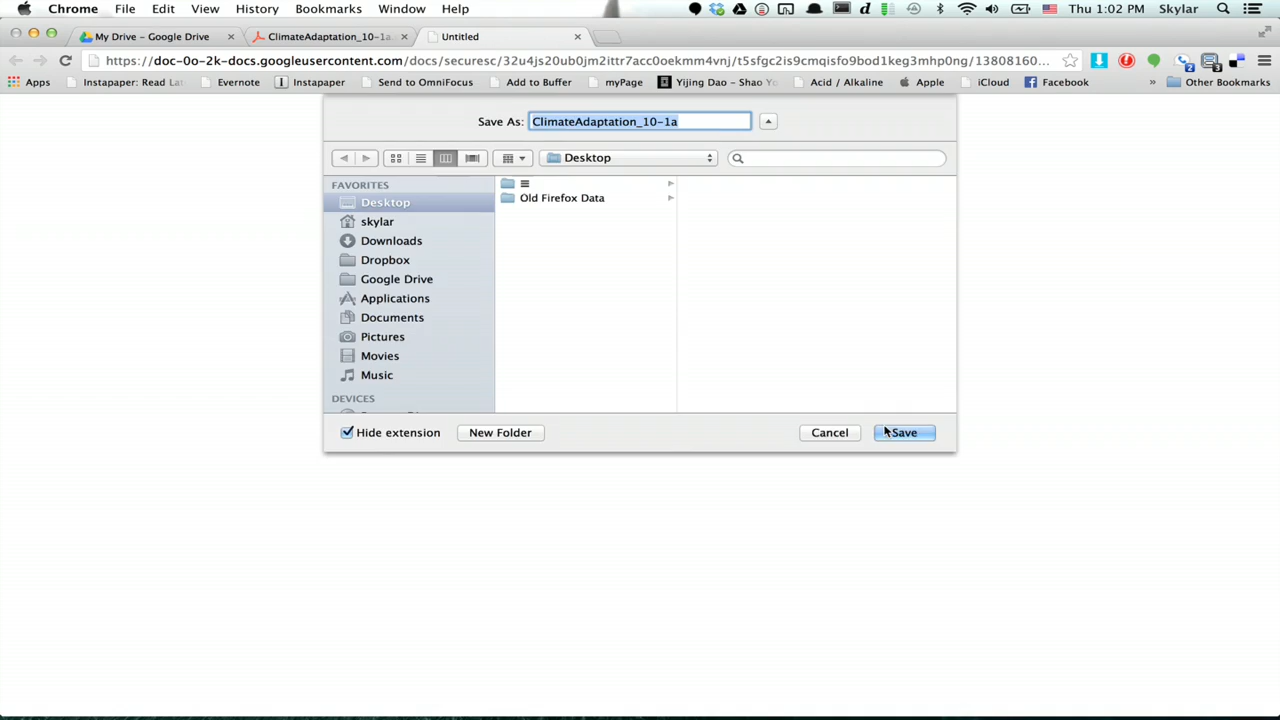 Chrome File Edit View History Bookmarks Window Help Thu 1:02 PM Skylar
My Drive – Google Drive ClimateAdaptation_10-1a... Untitled
https://doc-0o-2k-docs.googleusercontent.com/docs/securesc/32u4js20ub0jm2ittr7acc0oekmm4vnj/t5sfgc2is9cmqisfo9bod1keg3mhp0ng/13808160...
Apps Instapaper: Read Lat Evernote Instapaper Send to OmniFocus Add to Buffer myPage Yijing Dao – Shao Yo Acid / Alkaline Apple iCloud Facebook » Other Bookmarks
Save As: ClimateAdaptation_10-1a
Desktop
FAVORITES
Desktop
skylar
Downloads
Dropbox
Google Drive
Applications
Documents
Pictures
Movies
Music
DEVICES
Old Firefox Data
Hide extension New Folder Cancel Save